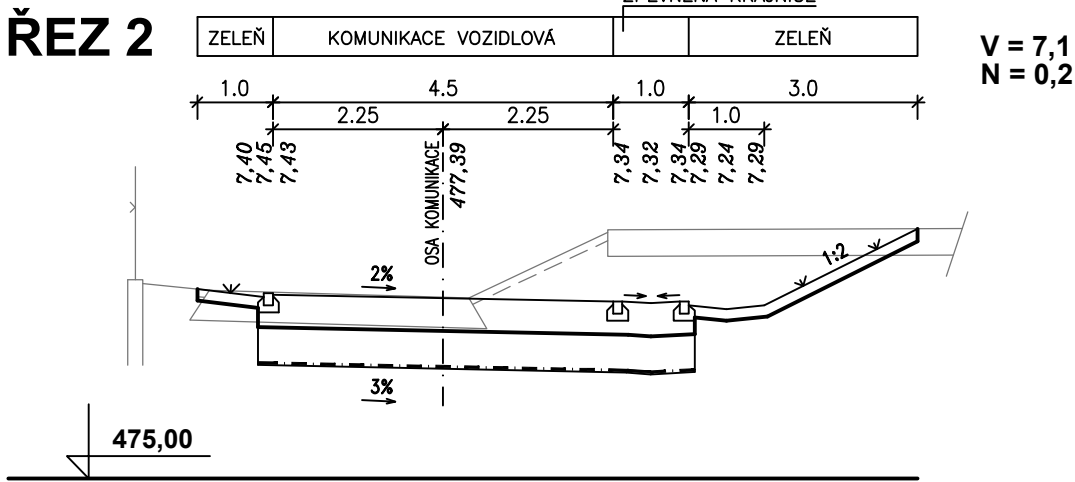 ZPEVNĚNÁ KRAJNICE
ŘEZ 2
ZELEŇ KOMUNIKACE VOZIDLOVÁ ZELEŇ
V = 7,1
N = 0,2
1.0 4.5 1.0 3.0
2.25 2.25 1.0
7,40
7,45
7,43
OSA KOMUNIKACE
477,39
7,34
7,32
7,34
7,29
7,24
7,29
1:2
2%
3%
475,00